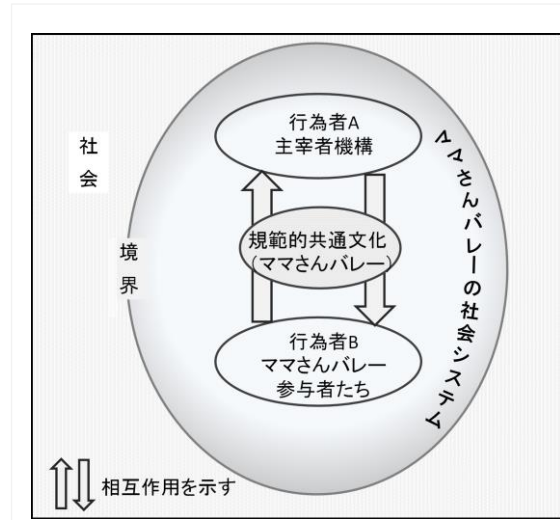 行為者A
主宰者機構
社
会
ママさんバレーの社会システム
規範的共通文化
(ママさんバレー)
境
界
行為者B
ママさんバレー
参与者たち
相互作用を示す